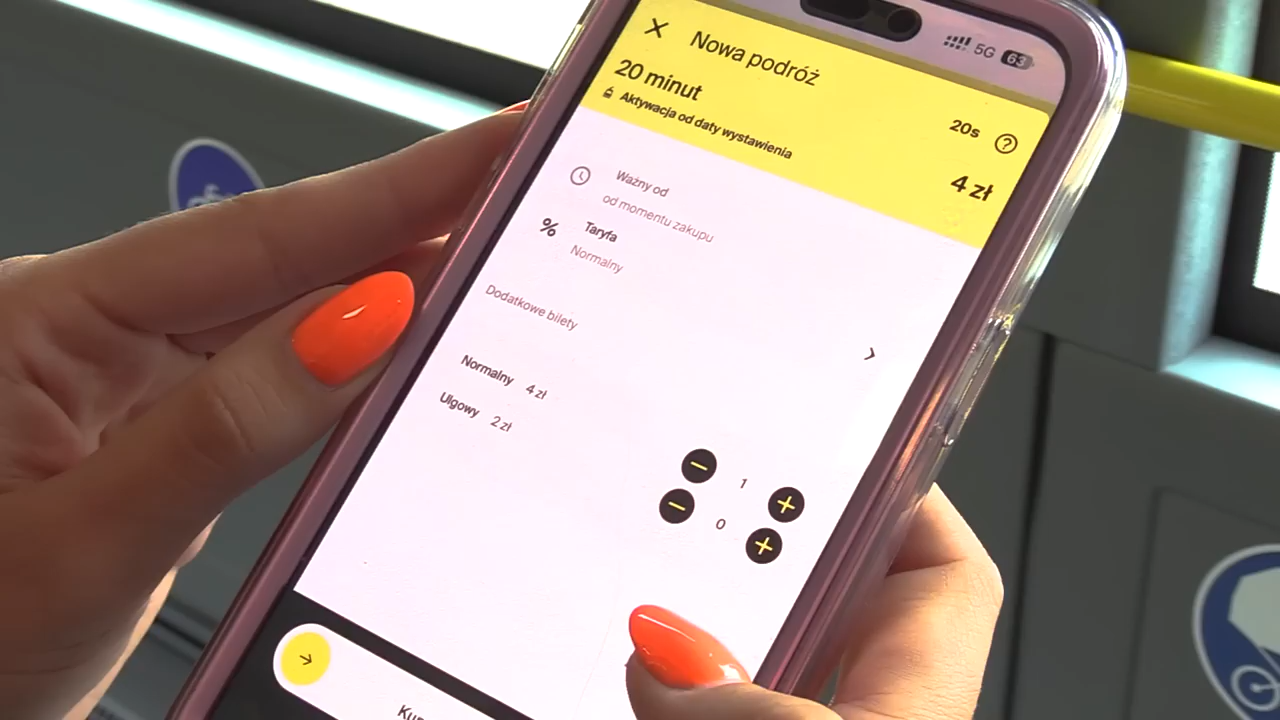 5G 63
Nowa podróż
20 minut
20s
Aktywacja od daty wystawienia
4 zł
Ważny od
od momentu zakupu
% Taryfa
Normalny
Dodatkowe bilety
Normalny 4 zł
1
Ulgowy 2 zł
0